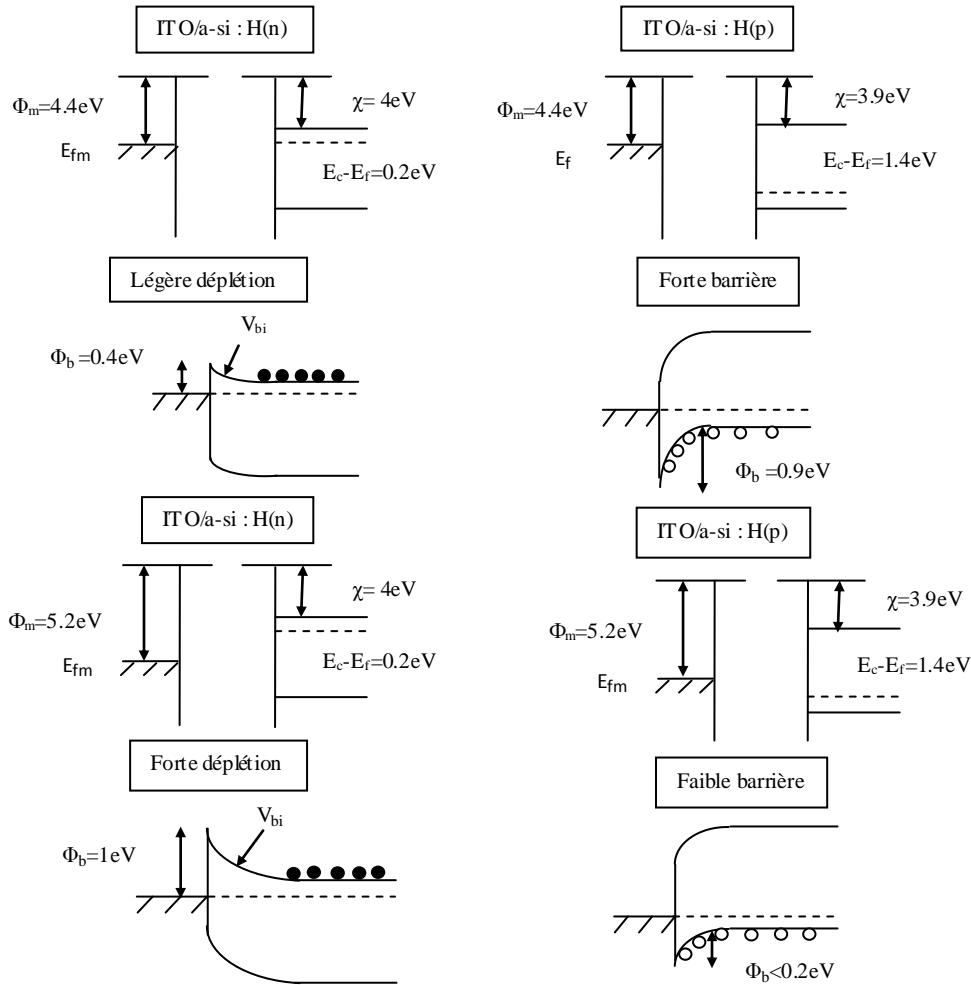 ITO/a-si : H(n)
Φm=4.4eV
Efm
χ= 4eV
Ec-Ef=0.2eV
Légère déplétion
Vbi
Φb =0.4eV
ITO/a-si : H(p)
Φm=4.4eV
Ef
χ=3.9eV
Ec-Ef=1.4eV
Forte barrière
Φb =0.9eV
ITO/a-si : H(n)
Φm=5.2eV
Efm
χ= 4eV
Ec-Ef=0.2eV
Forte déplétion
Vbi
Φb=1eV
ITO/a-si : H(p)
Φm=5.2eV
Efm
χ=3.9eV
Ec-Ef=1.4eV
Faible barrière
Φb<0.2eV